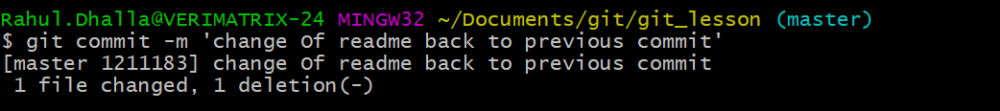 Rahul.Dhalla@VERIMATRIX-24 MINGW32 ~/Documents/git/git_lesson (master)
$ git commit -m 'change Of readme back to previous commit'
[master 1211183] change Of readme back to previous commit
 1 file changed, 1 deletion(-)